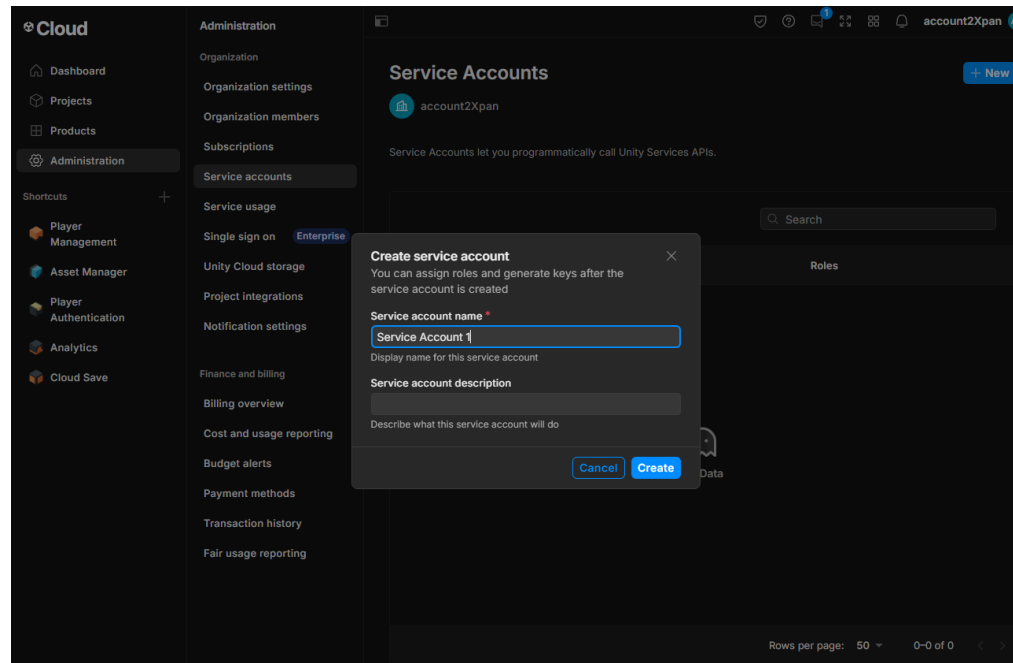 Cloud
Dashboard
Projects
Products
Administration
Shortcuts
Player
Management
Asset Manager
Player
Authentication
Analytics
Cloud Save
Administration
Organization
Organization settings
Organization members
Subscriptions
Service accounts
Service usage
Single sign on Enterprise
Unity Cloud storage
Project integrations
Notification settings
Finance and billing
Billing overview
Cost and usage reporting
Budget alerts
Payment methods
Transaction history
Fair usage reporting
1
account2Xpan
Service Accounts
+ New
account2Xpan
Service Accounts let you programmatically call Unity Services APIs.
Search
Roles
Create service account
You can assign roles and generate keys after the
service account is created
Service account name *
Service Account 1
Display name for this service account
Service account description
Describe what this service account will do
Cancel Create
Data
Rows per page: 50 0–0 of 0